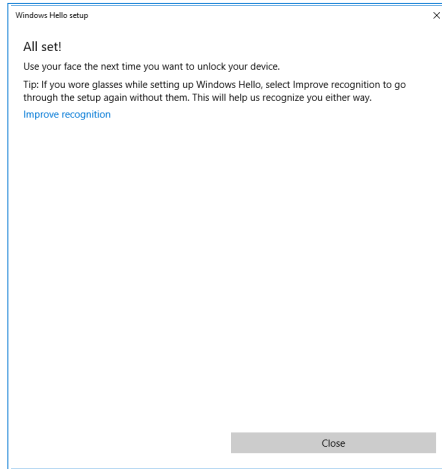 Windows Hello setup
All set!
Use your face the next time you want to unlock your device.
Tip: If you wore glasses while setting up Windows Hello, select Improve recognition to go
through the setup again without them. This will help us recognize you either way.
Improve recognition
Close